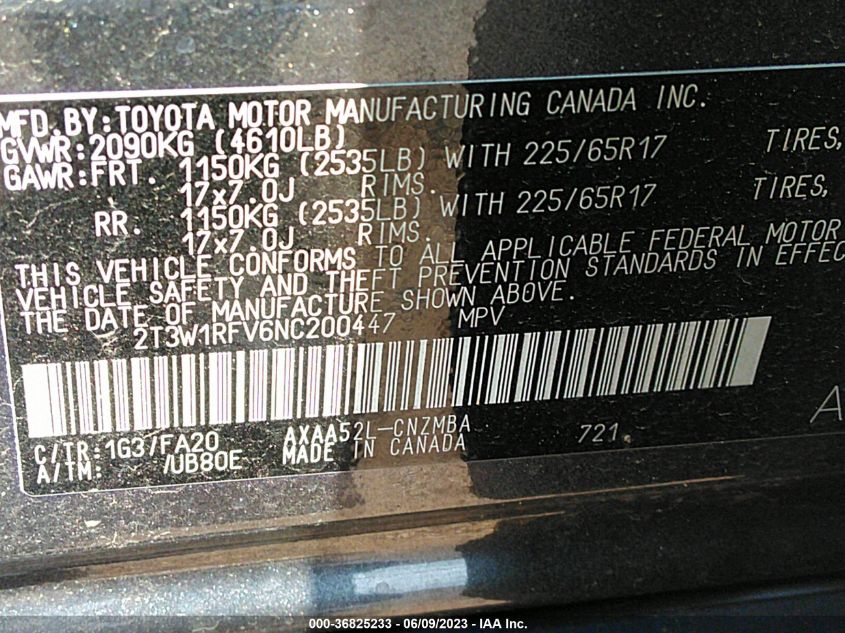 MFD.BY:TOYOTA MOTOR MANUFACTURING CANADA INC.
GVWR:2090KG (4610LB)
GAWR:FRT. 1150KG (2535LB) WITH 225/65R17 TIRES,
17x7.0J RIMS.
RR. 1150KG (2535LB) WITH 225/65R17 TIRES,
17x7.0J RIMS.
THIS VEHICLE CONFORMS TO ALL APPLICABLE FEDERAL MOTOR
VEHICLE SAFETY AND THEFT PREVENTION STANDARDS IN EFFEC
THE DATE OF MANUFACTURE SHOWN ABOVE.
2T3W1RFV6NC200447 MPV
C/TR:1G3/FA20 AXAA52L-CNZMBA 721 A
A/TM: /UB80E MADE IN CANADA
000-36825233 - 06/09/2023 - IAA Inc.